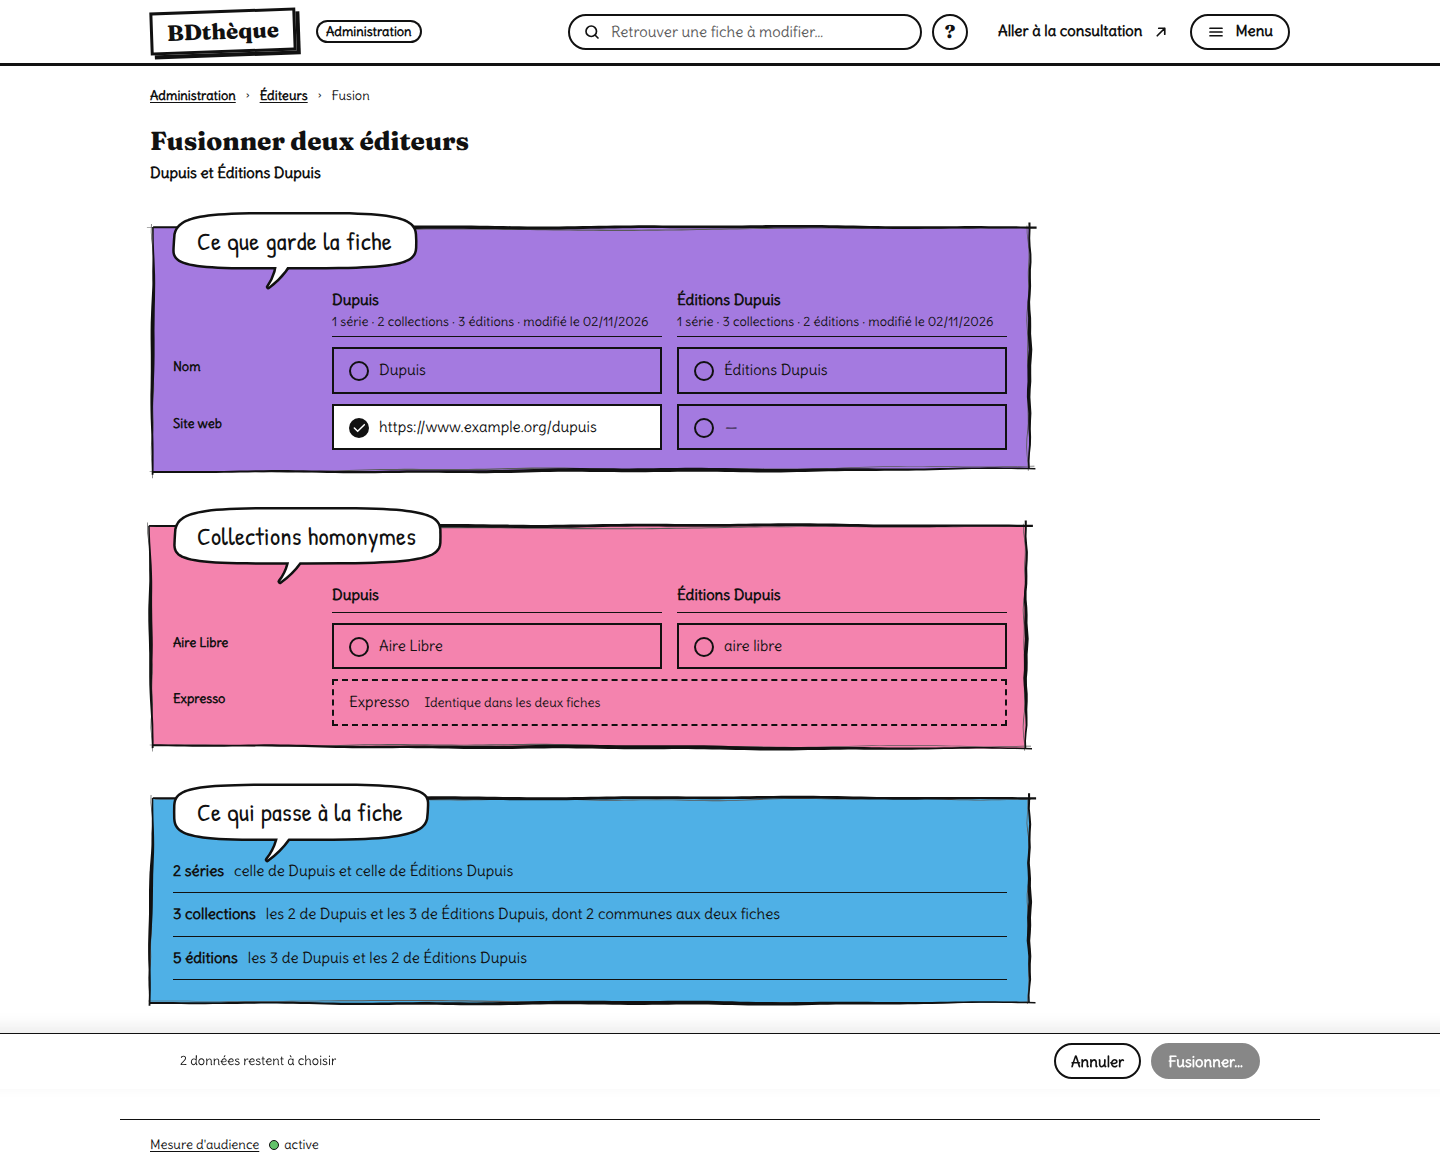 BDthèque
Administration
Retrouver une fiche à modifier...
?
Aller à la consultation
Menu
Administration › Éditeurs › Fusion
Fusionner deux éditeurs
Dupuis et Éditions Dupuis
Ce que garde la fiche
Dupuis
Éditions Dupuis
1 série · 2 collections · 3 éditions · modifié le 02/11/2026
1 série · 3 collections · 2 éditions · modifié le 02/11/2026
Nom
Dupuis
Éditions Dupuis
Site web
https://www.example.org/dupuis
—
Collections homonymes
Dupuis
Éditions Dupuis
Aire Libre
Aire Libre
aire libre
Expresso
Expresso Identique dans les deux fiches
Ce qui passe à la fiche
2 séries celle de Dupuis et celle de Éditions Dupuis
3 collections les 2 de Dupuis et les 3 de Éditions Dupuis, dont 2 communes aux deux fiches
5 éditions les 3 de Dupuis et les 2 de Éditions Dupuis
2 données restent à choisir
Annuler
Fusionner...
Mesure d'audience active